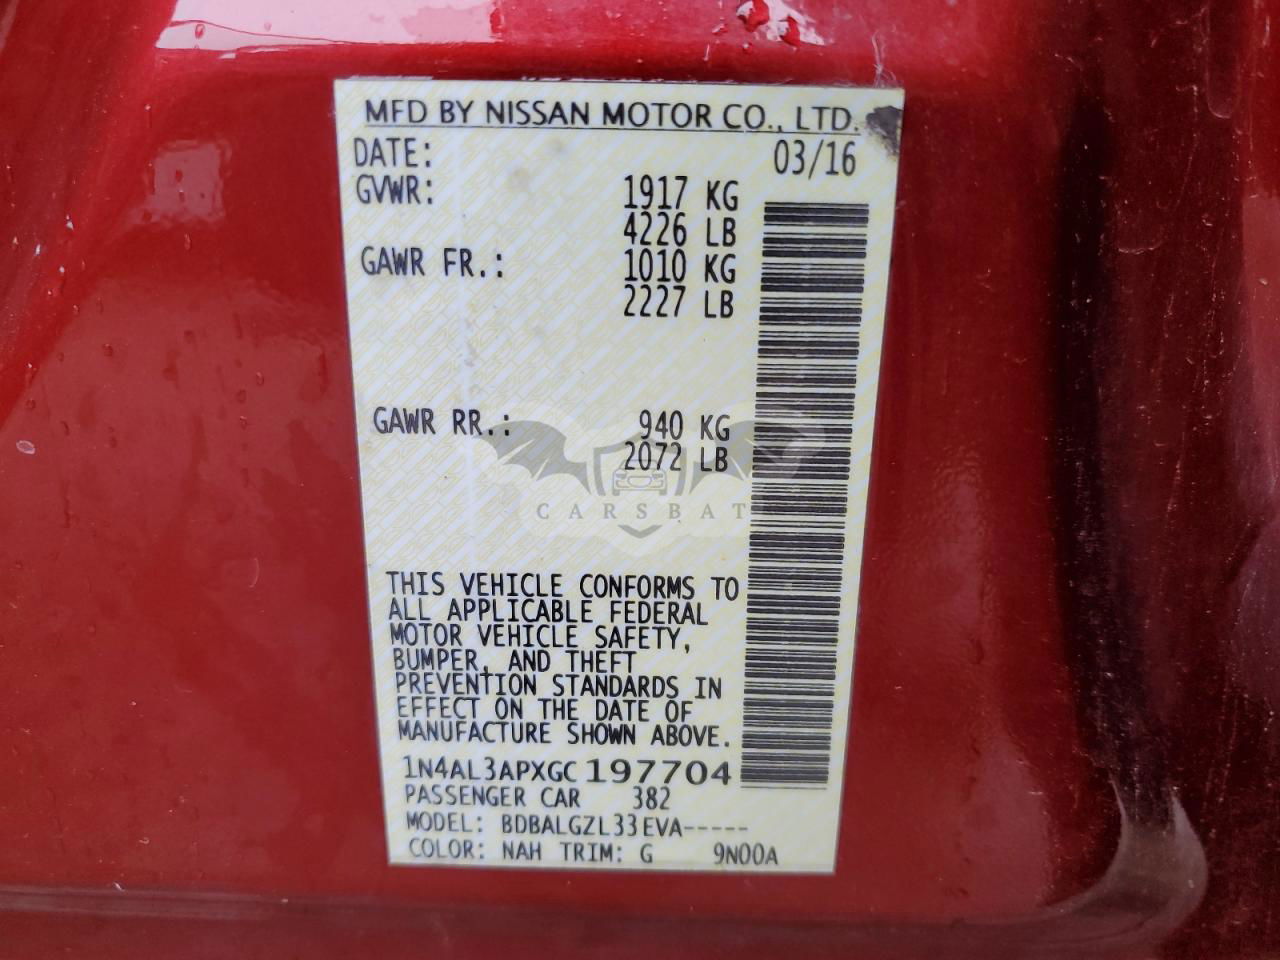 MFD BY NISSAN MOTOR CO., LTD.
DATE: 03/16
GVWR: 1917 KG
4226 LB
GAWR FR.: 1010 KG
2227 LB
GAWR RR.: 940 KG
2072 LB
CARSBAT
THIS VEHICLE CONFORMS TO
ALL APPLICABLE FEDERAL
MOTOR VEHICLE SAFETY,
BUMPER, AND THEFT
PREVENTION STANDARDS IN
EFFECT ON THE DATE OF
MANUFACTURE SHOWN ABOVE.
1N4AL3APXGC197704
PASSENGER CAR 382
MODEL: BDBALGZL33EVA-----
COLOR: NAH TRIM: G 9N00A